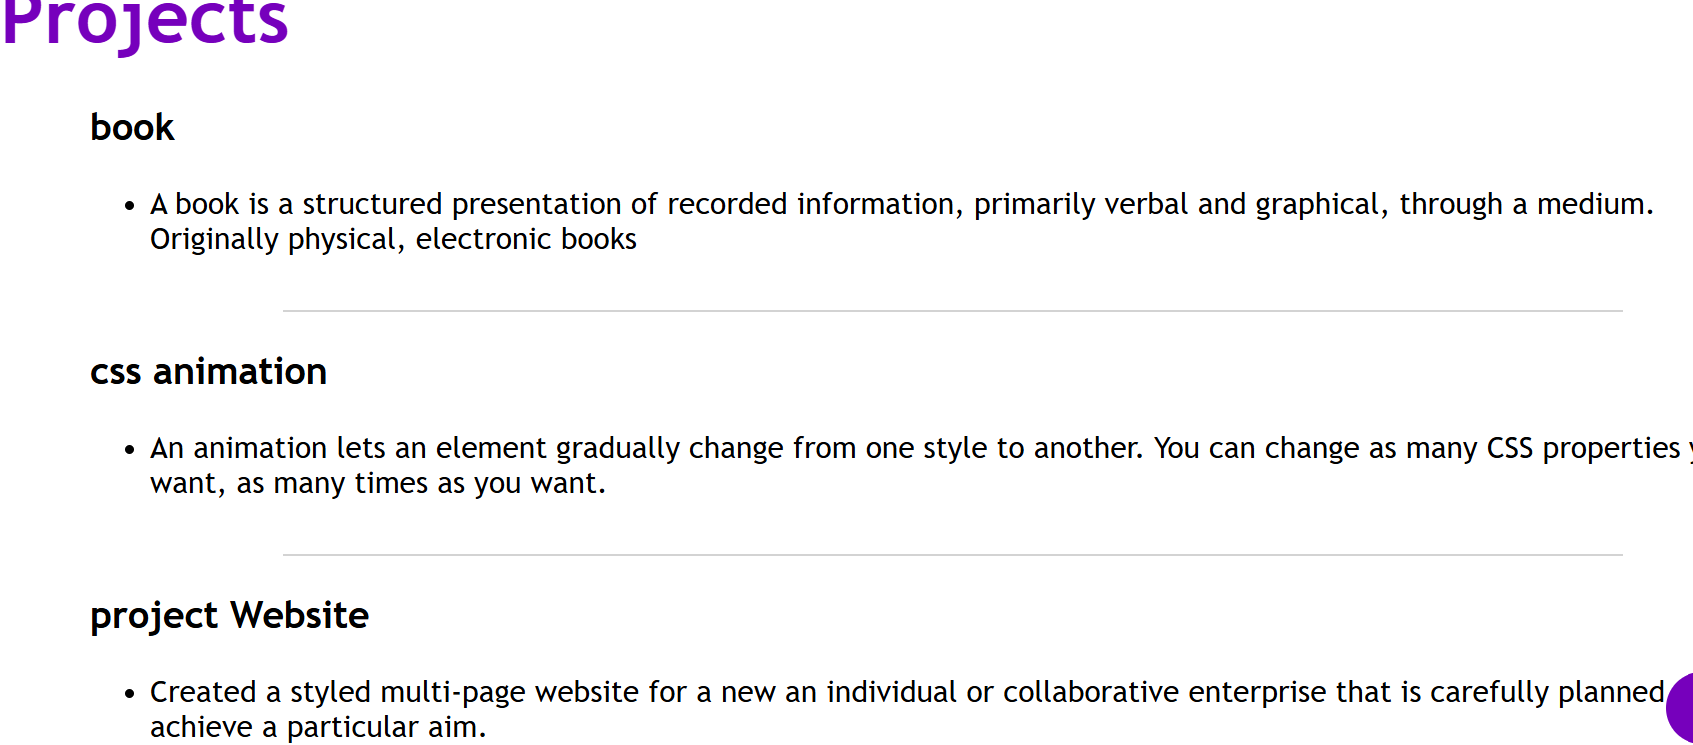 Projects
book
A book is a structured presentation of recorded information, primarily verbal and graphical, through a medium.
Originally physical, electronic books
css animation
An animation lets an element gradually change from one style to another. You can change as many CSS properties
want, as many times as you want.
project Website
Created a styled multi-page website for a new an individual or collaborative enterprise that is carefully planned
achieve a particular aim.